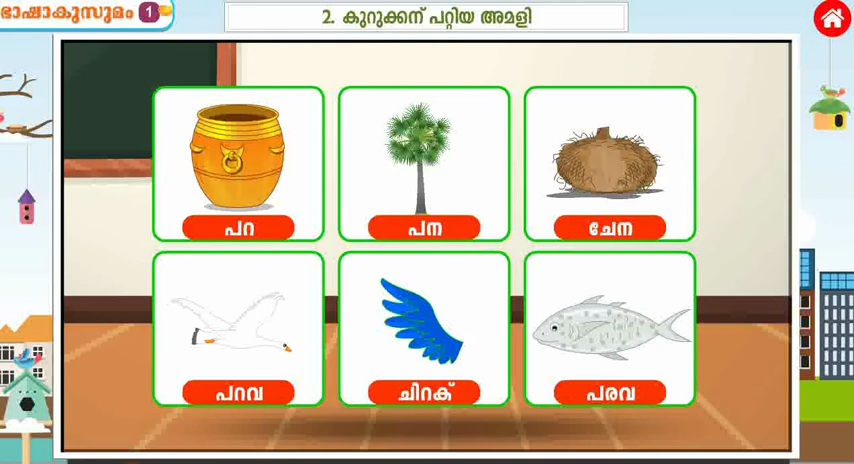 ഭാഷാകുസുമം 1
2. കുറുക്കന് പറ്റിയ അമളി
പറ
പന
ചേന
പറവ
ചിറക്
പരവ